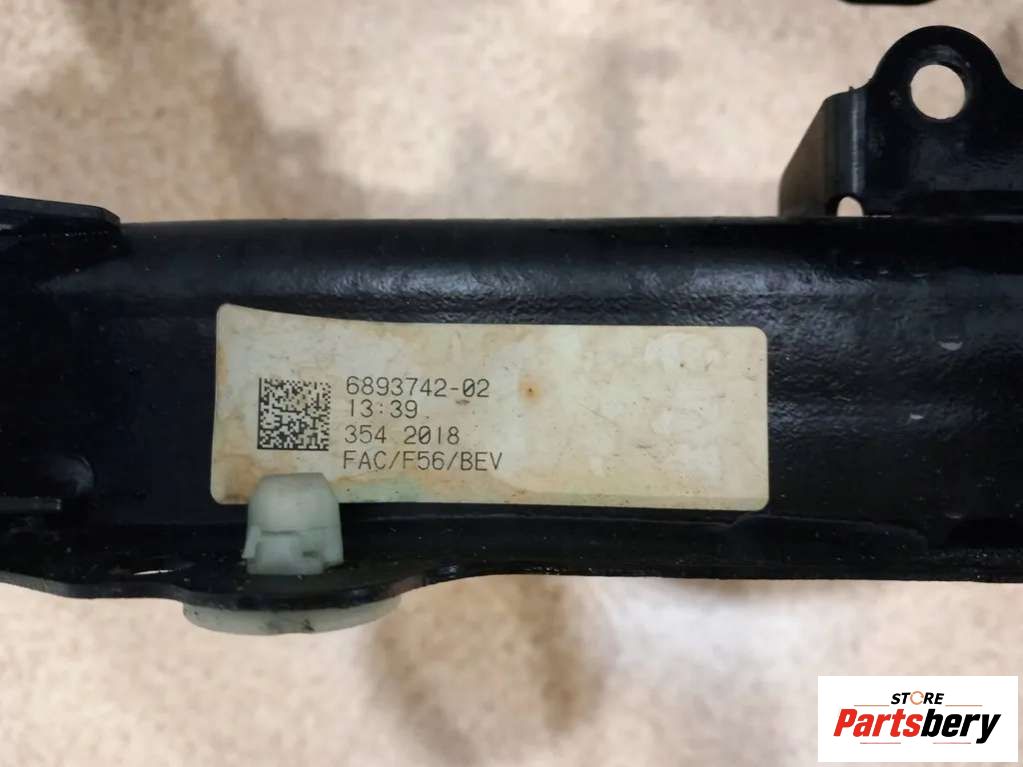 6893742-02
13:39
354 2018
FAC/F56/BEV
STORE
Partsbery